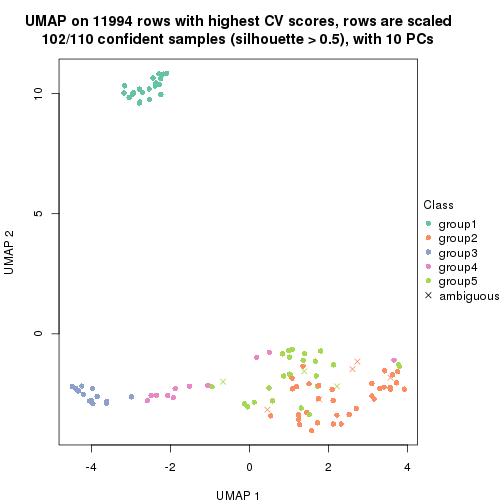 UMAP on 11994 rows with highest CV scores, rows are scaled
102/110 confident samples (silhouette > 0.5), with 10 PCs
10
5
0
UMAP 2
-4
-2
0
2
4
UMAP 1
Class
group1
group2
group3
group4
group5
ambiguous